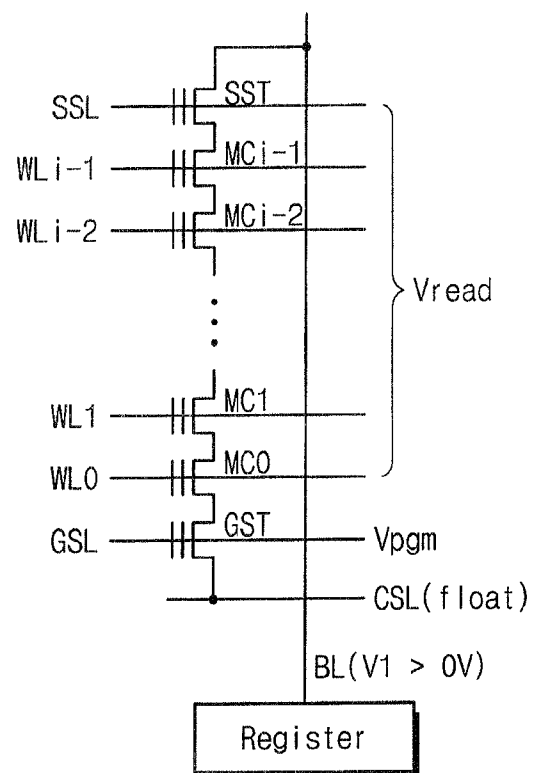 SSL SST
WLi-1 MCi-1
WLi-2 MCi-2
Vread
WL1 MC1
WL0 MC0
GSL GST Vpgm
CSL(float)
BL(V1 > 0V)
Register